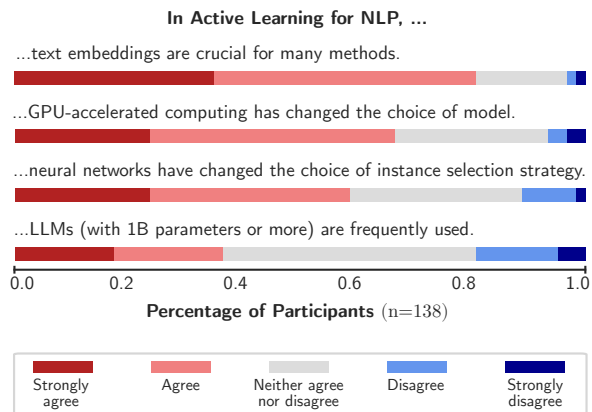 In Active Learning for NLP, ...
...text embeddings are crucial for many methods.
...GPU-accelerated computing has changed the choice of model.
...neural networks have changed the choice of instance selection strategy.
...LLMs (with 1B parameters or more) are frequently used.
0.0 0.2 0.4 0.6 0.8 1.0
Percentage of Participants (n=138)
Strongly agree
Agree
Neither agree nor disagree
Disagree
Strongly disagree